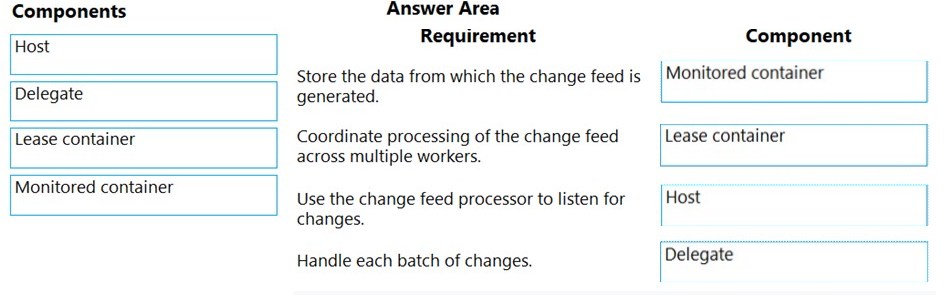 Components
Host
Delegate
Lease container
Monitored container
Answer Area
Requirement
Component
Store the data from which the change feed is
generated.
Monitored container
Coordinate processing of the change feed
across multiple workers.
Lease container
Use the change feed processor to listen for
changes.
Host
Handle each batch of changes.
Delegate